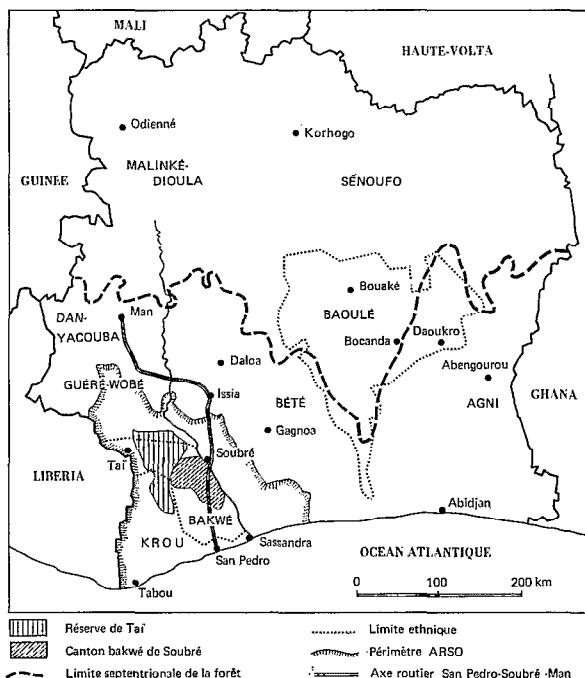 MALI
HAUTE-VOLTA
Odienné
Korhogo
MALINKÉ-
DIOULA
SÉNOUFO
GUINEE
Bouaké
BAOULÉ
Man
DAN-
YACOUBA
Bocanda
Daoukro
Daloa
Abengourou
GUÉRÉ-WOBÉ
Issia
GHANA
BÉTÉ
AGNI
Gagnoa
LIBERIA
Taï
Soubré
BAKWÉ
Abidjan
KROU
Sassandra
San Pedro
OCEAN ATLANTIQUE
Tabou
0 100 200 km
Réserve de Taï
Limite ethnique
Canton bakwé de Soubré
Périmètre ARSO
Limite septentrionale de la forêt
Axe routier San Pedro-Soubré-Man